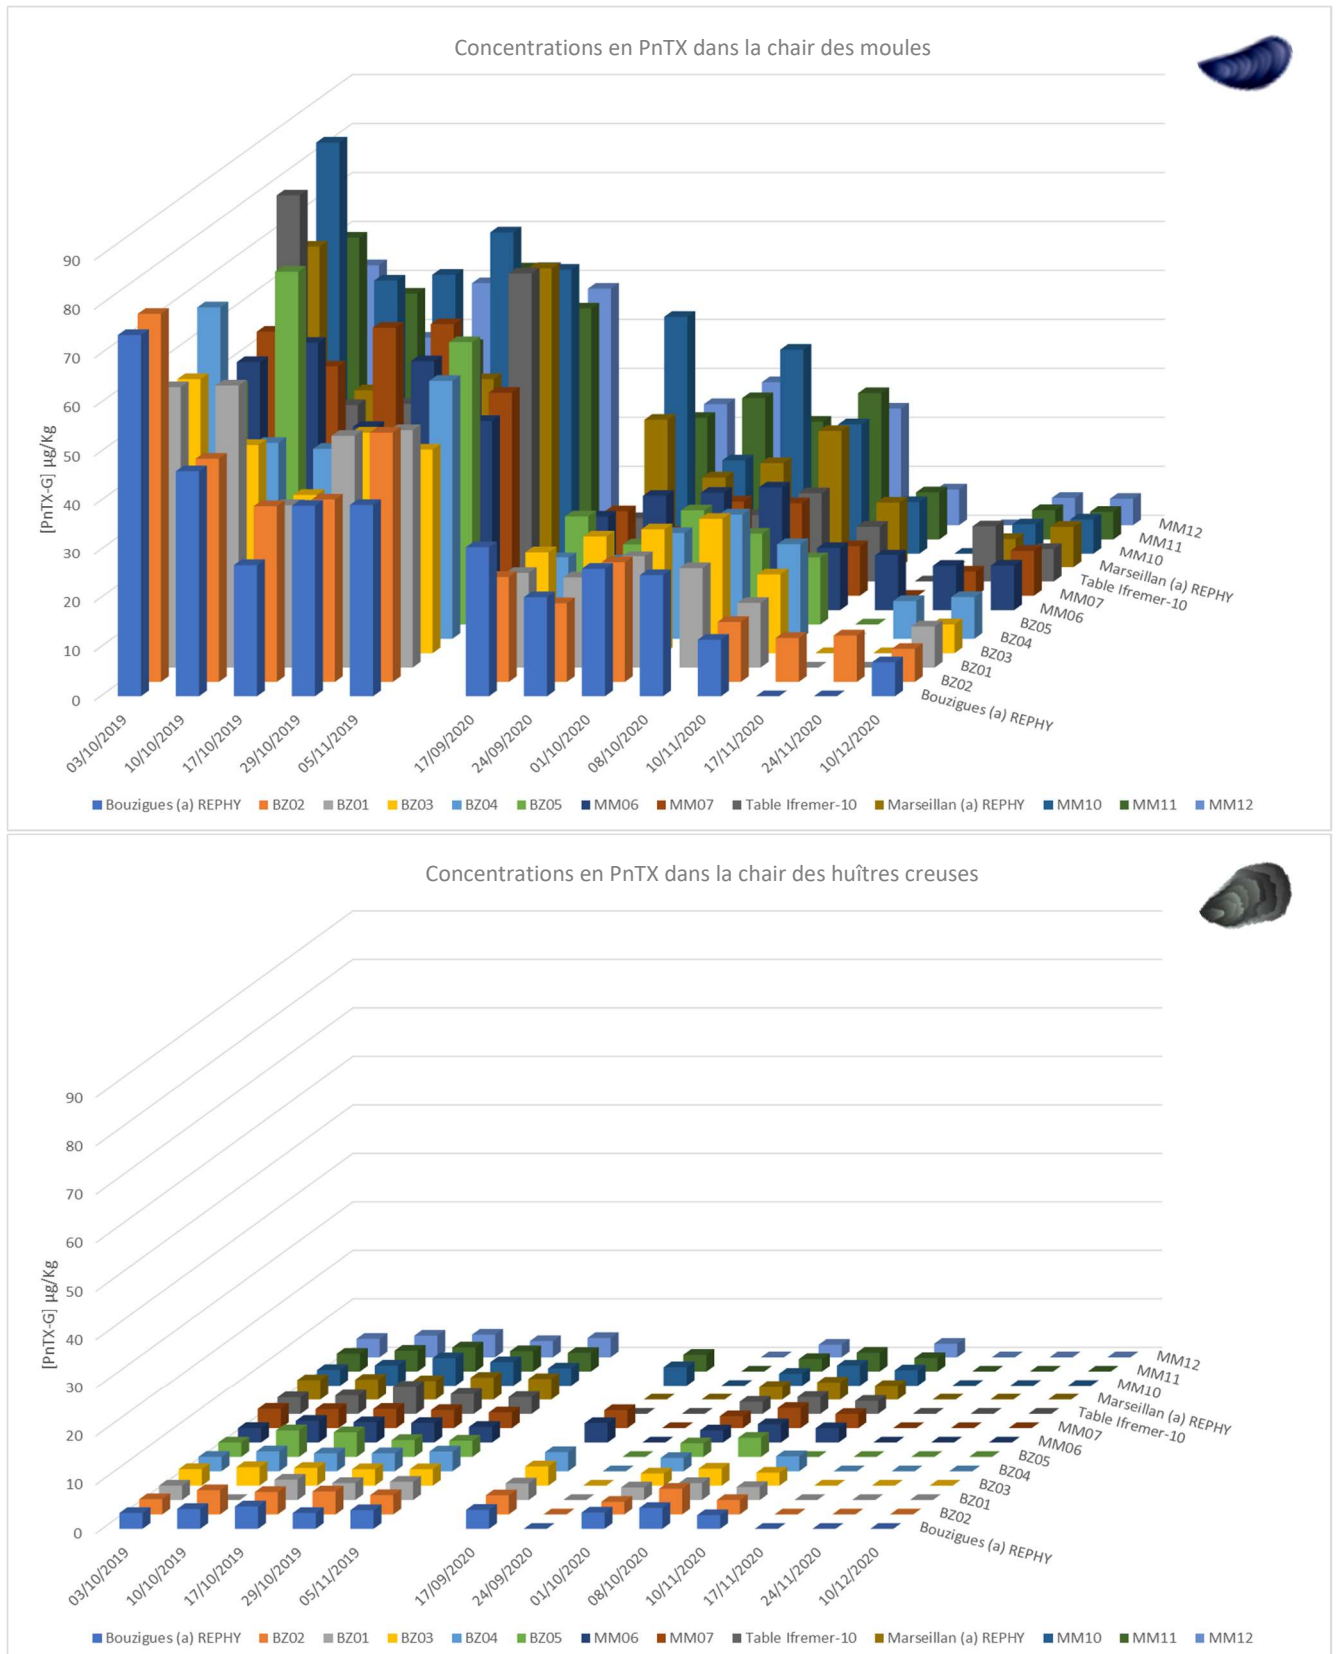 Concentrations en PnTX dans la chair des moules
90
80
70
60
50
40
30
20
10
0
[PnTX-G] µg/Kg
03/10/2019
10/10/2019
17/10/2019
29/10/2019
05/11/2019
17/09/2020
24/09/2020
01/10/2020
08/10/2020
10/11/2020
17/11/2020
24/11/2020
10/12/2020
MM12
MM11
MM10
Marseillan (a) REPHY
Table Ifremer-10
MM07
MM06
BZ05
BZ04
BZ03
BZ01
BZ02
Bouzigues (a) REPHY
Bouzigues (a) REPHY BZ02 BZ01 BZ03 BZ04 BZ05 MM06 MM07 Table Ifremer-10 Marseillan (a) REPHY MM10 MM11 MM12
Concentrations en PnTX dans la chair des huîtres creuses
90
80
70
60
50
40
30
20
10
0
[PnTX-G] µg/Kg
03/10/2019
10/10/2019
17/10/2019
29/10/2019
05/11/2019
17/09/2020
24/09/2020
01/10/2020
08/10/2020
10/11/2020
17/11/2020
24/11/2020
10/12/2020
MM12
MM11
MM10
Marseillan (a) REPHY
Table Ifremer-10
MM07
MM06
BZ05
BZ04
BZ03
BZ01
BZ02
Bouzigues (a) REPHY
Bouzigues (a) REPHY BZ02 BZ01 BZ03 BZ04 BZ05 MM06 MM07 Table Ifremer-10 Marseillan (a) REPHY MM10 MM11 MM12